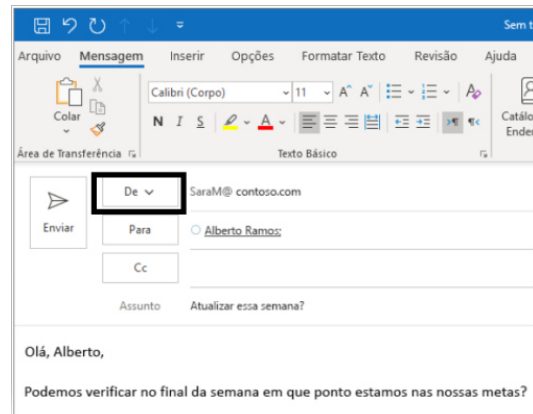 Sem t
Arquivo Mensagem Inserir Opções Formatar Texto Revisão Ajuda
Colar
Calibri (Corpo) 11 A^ Aˇ A
N I S A
Catálo
Ender
Área de Transferência Texto Básico
Enviar
De SaraM@ contoso.com
Para Alberto Ramos;
Cc
Assunto Atualizar essa semana?
Olá, Alberto,
Podemos verificar no final da semana em que ponto estamos nas nossas metas?